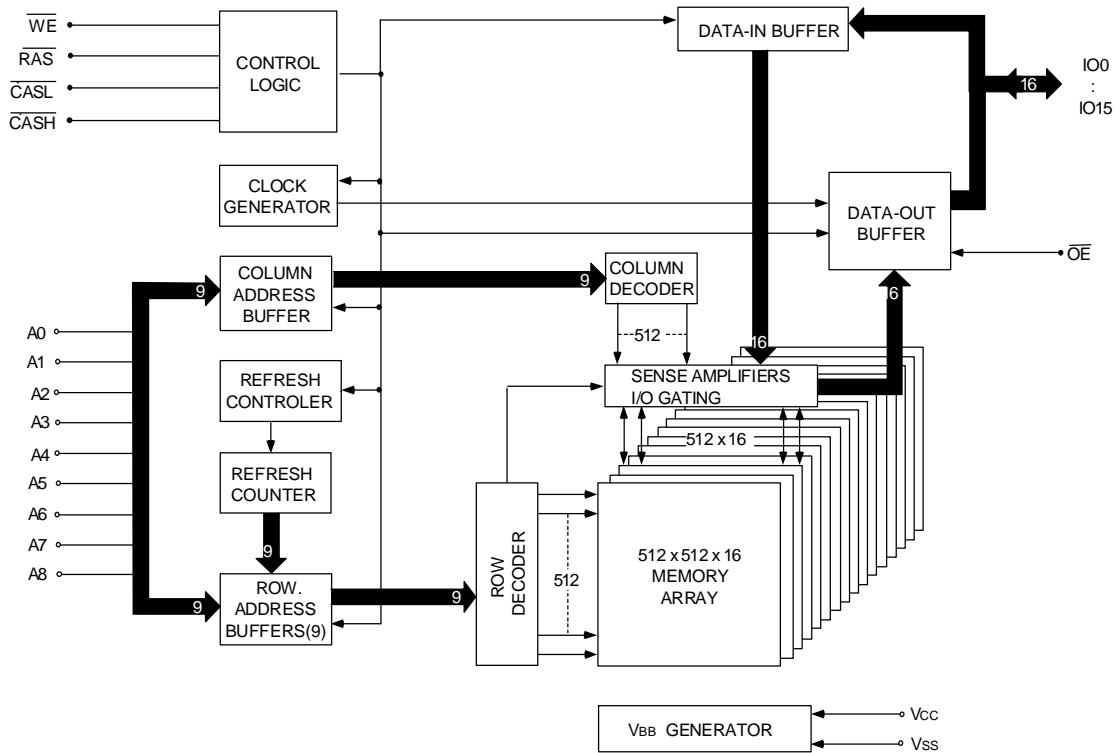 WE
RAS
CASL
CASH
CONTROL
LOGIC
DATA-IN BUFFER
16
IO0
:
IO15
CLOCK
GENERATOR
DATA-OUT
BUFFER
OE
9
COLUMN
ADDRESS
BUFFER
9
COLUMN
DECODER
16
A0
A1
A2
A3
A4
A5
A6
A7
A8
512
16
SENSE AMPLIFIERS
I/O GATING
REFRESH
CONTROLER
512 x 16
REFRESH
COUNTER
9
9
ROW.
ADDRESS
BUFFERS(9)
9
ROW
DECODER
512
512 x 512 x 16
MEMORY
ARRAY
VBB GENERATOR
VCC
VSS